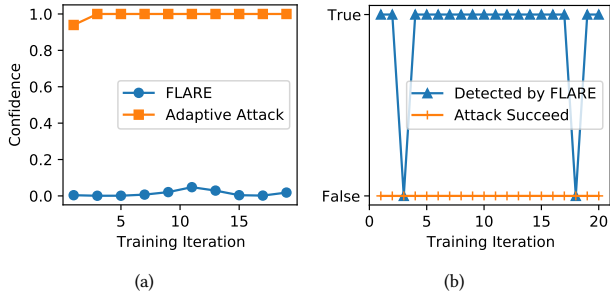 1.0
0.8
0.6
0.4
0.2
0.0
Confidence
FLARE
Adaptive Attack
5
10
15
Training Iteration
(a)
True
False
Detected by FLARE
Attack Succeed
0
5
10
15
20
Training Iteration
(b)